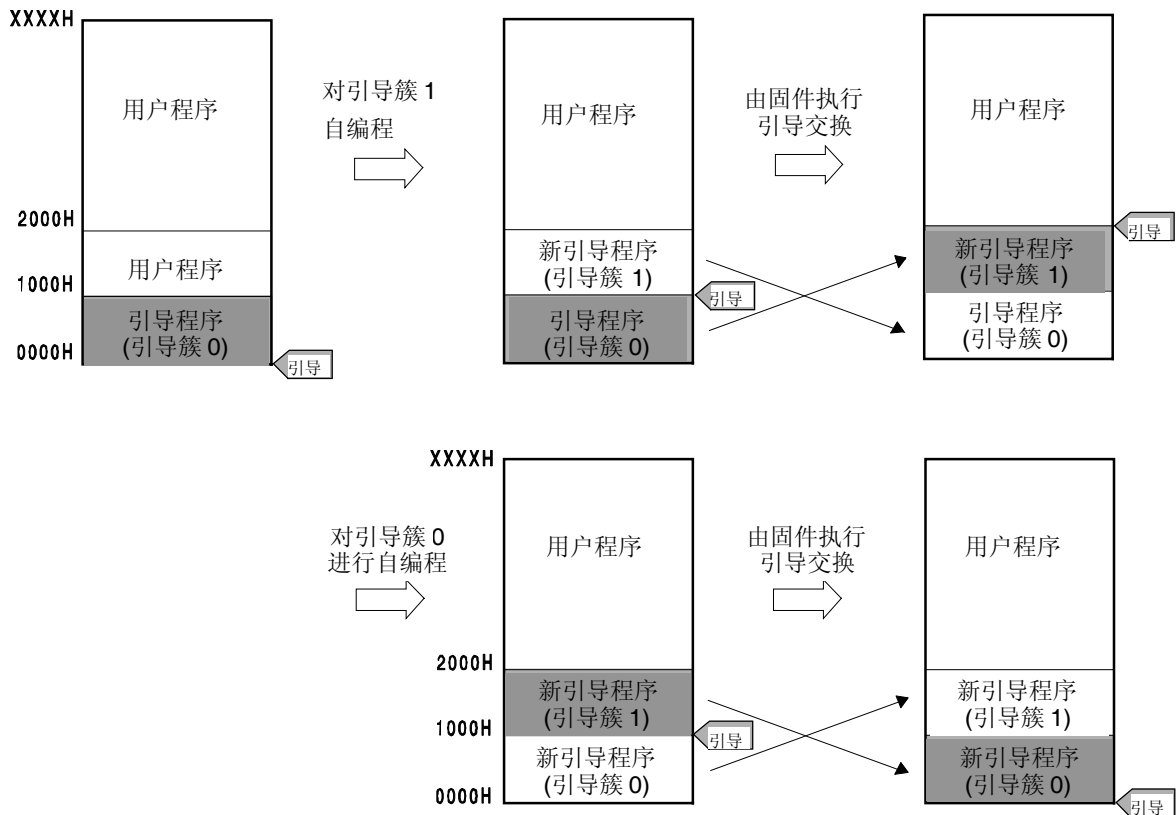 XXXXH
用户程序
2000H
用户程序
1000H
引导程序
(引导簇 0)
0000H
引导
对引导簇 1
自编程
用户程序
新引导程序
(引导簇 1)
引导
引导程序
(引导簇 0)
由固件执行
引导交换
用户程序
引导
新引导程序
(引导簇 1)
引导程序
(引导簇 0)
对引导簇 0
进行自编程
XXXXH
用户程序
2000H
新引导程序
(引导簇 1)
1000H
引导
新引导程序
(引导簇 0)
0000H
由固件执行
引导交换
用户程序
新引导程序
(引导簇 1)
新引导程序
(引导簇 0)
引导